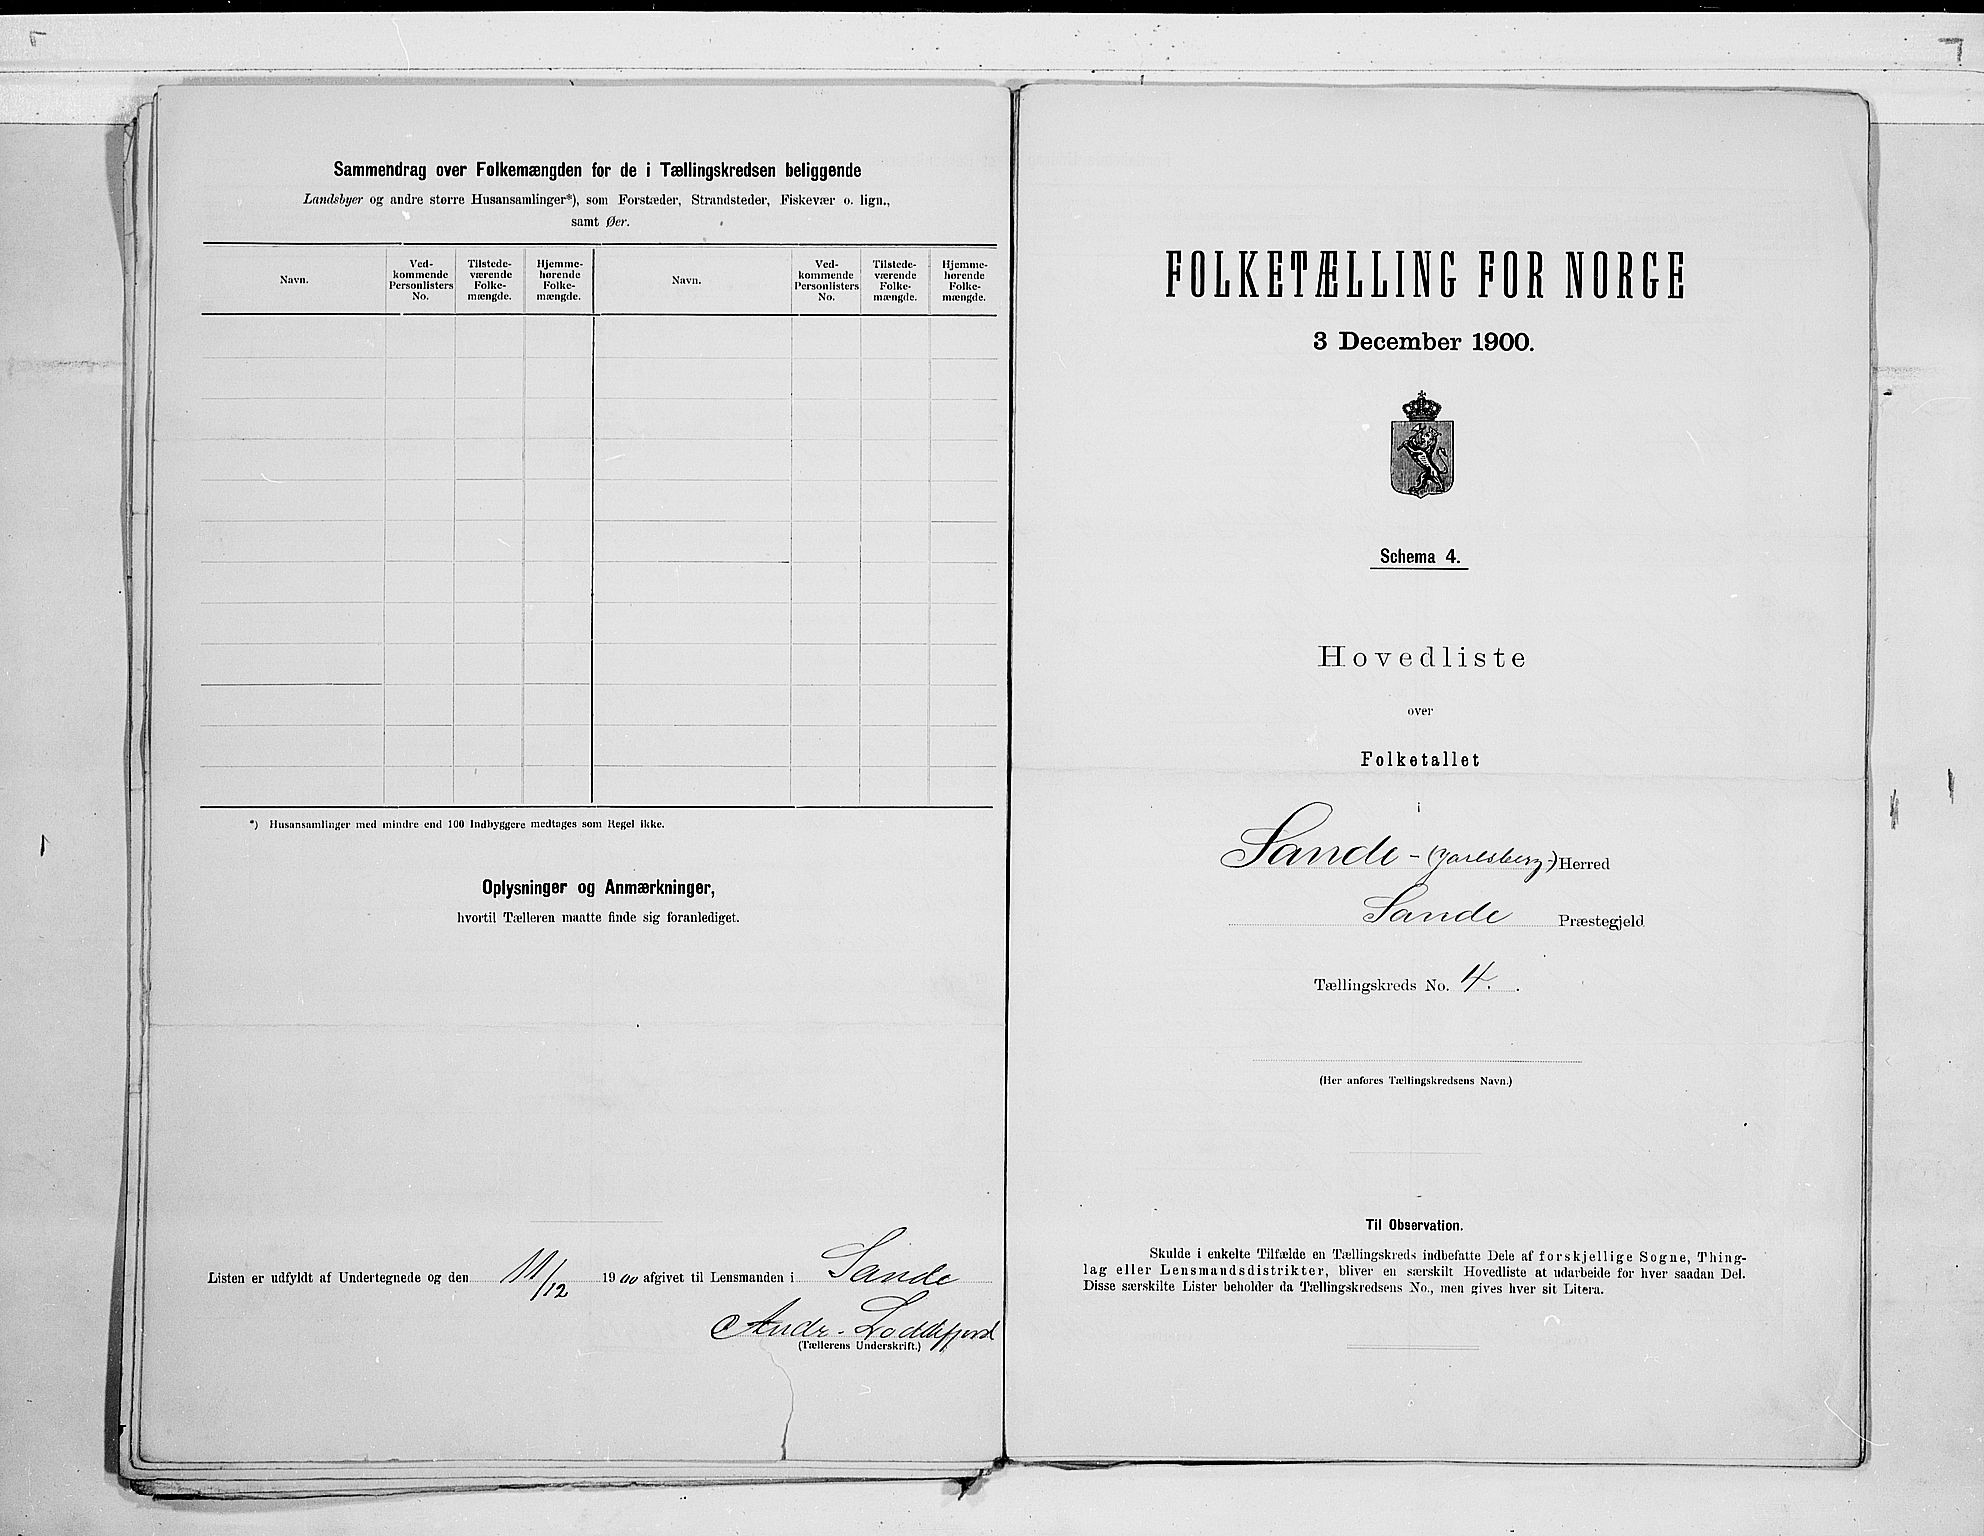 Sammendrag over Folkemængden for de i Tællingskredsen beliggende
Landsbyer og andre større Husansamlinger*), som Forstæder, Strandsteder, Fiskevær o. lign.,
samt Øer.
Navn.
Ved-
kommende
Personlisters
No.
Tilstede-
værende
Folke-
mængde.
Hjemme-
hørende
Folke-
mængde.
Navn.
Ved-
kommende
Personlisters
No.
Tilstede-
værende
Folke-
mængde.
Hjemme-
hørende
Folke-
mængde.
*) Husansamlinger med mindre end 100 Indbyggere medtages som Regel ikke.
Oplysninger og Anmærkninger,
hvortil Tælleren maatte finde sig foranlediget.
Listen er udfyldt af Undertegnede og den 11/12 1900 afgivet til Lensmanden i Sande
Andr. Loddefjord
(Tællerens Underskrift.)
FOLKETÆLLING FOR NORGE
3 December 1900.
Schema 4.
Hovedliste
over
Folketallet
i
Sande - (Jarlsberg-) Herred
Sande Præstegjeld
Tællingskreds No. 4. .
(Her anføres Tællingskredsens Navn.)
Til Observation.
Skulde i enkelte Tilfælde en Tællingskreds indbefatte Dele af forskjellige Sogne, Thing-
lag eller Lensmandsdistrikter, bliver en særskilt Hovedliste at udarbeide for hver saadan Del.
Disse særskilte Lister beholder da Tællingskredsens No., men gives hver sit Litera.